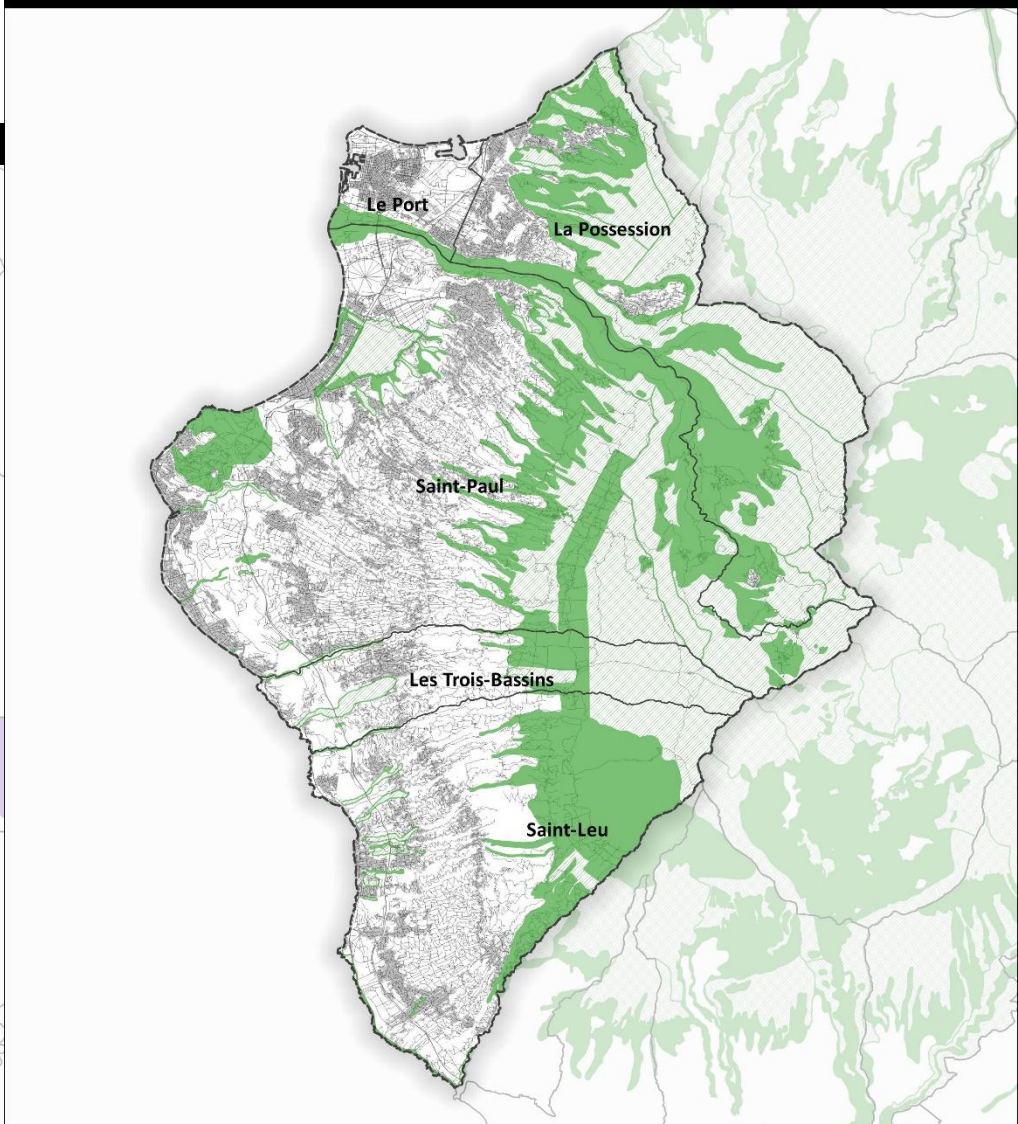 Le Port
La Possession
Saint-Paul
Les Trois-Bassins
Saint-Leu